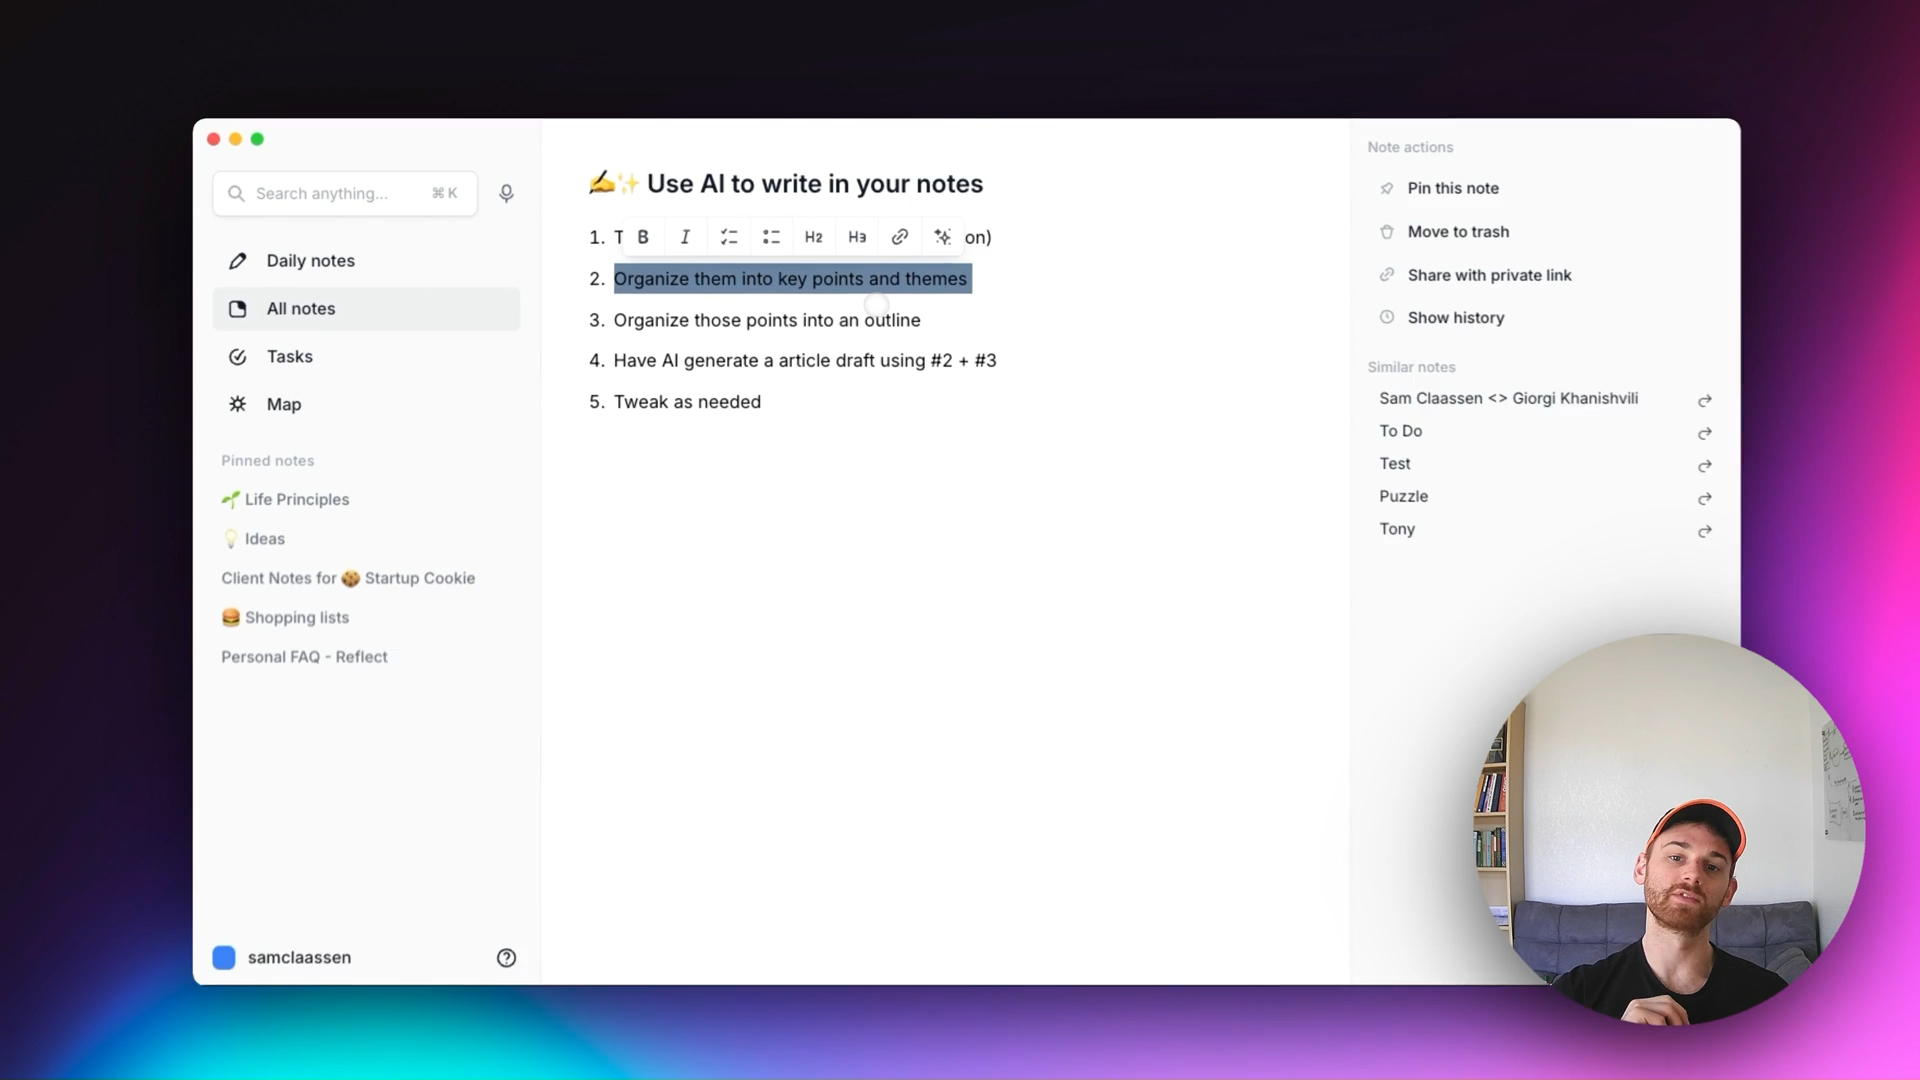 Search anything... ⌘ K
Daily notes
All notes
Tasks
Map
Pinned notes
🌱 Life Principles
💡 Ideas
Client Notes for 🍪 Startup Cookie
🍔 Shopping lists
Personal FAQ - Reflect
samclaassen
✍️✨ Use AI to write in your notes
B I H2 H3
1. T on)
2. Organize them into key points and themes
3. Organize those points into an outline
4. Have AI generate a article draft using #2 + #3
5. Tweak as needed
Note actions
Pin this note
Move to trash
Share with private link
Show history
Similar notes
Sam Claassen <> Giorgi Khanishvili
To Do
Test
Puzzle
Tony